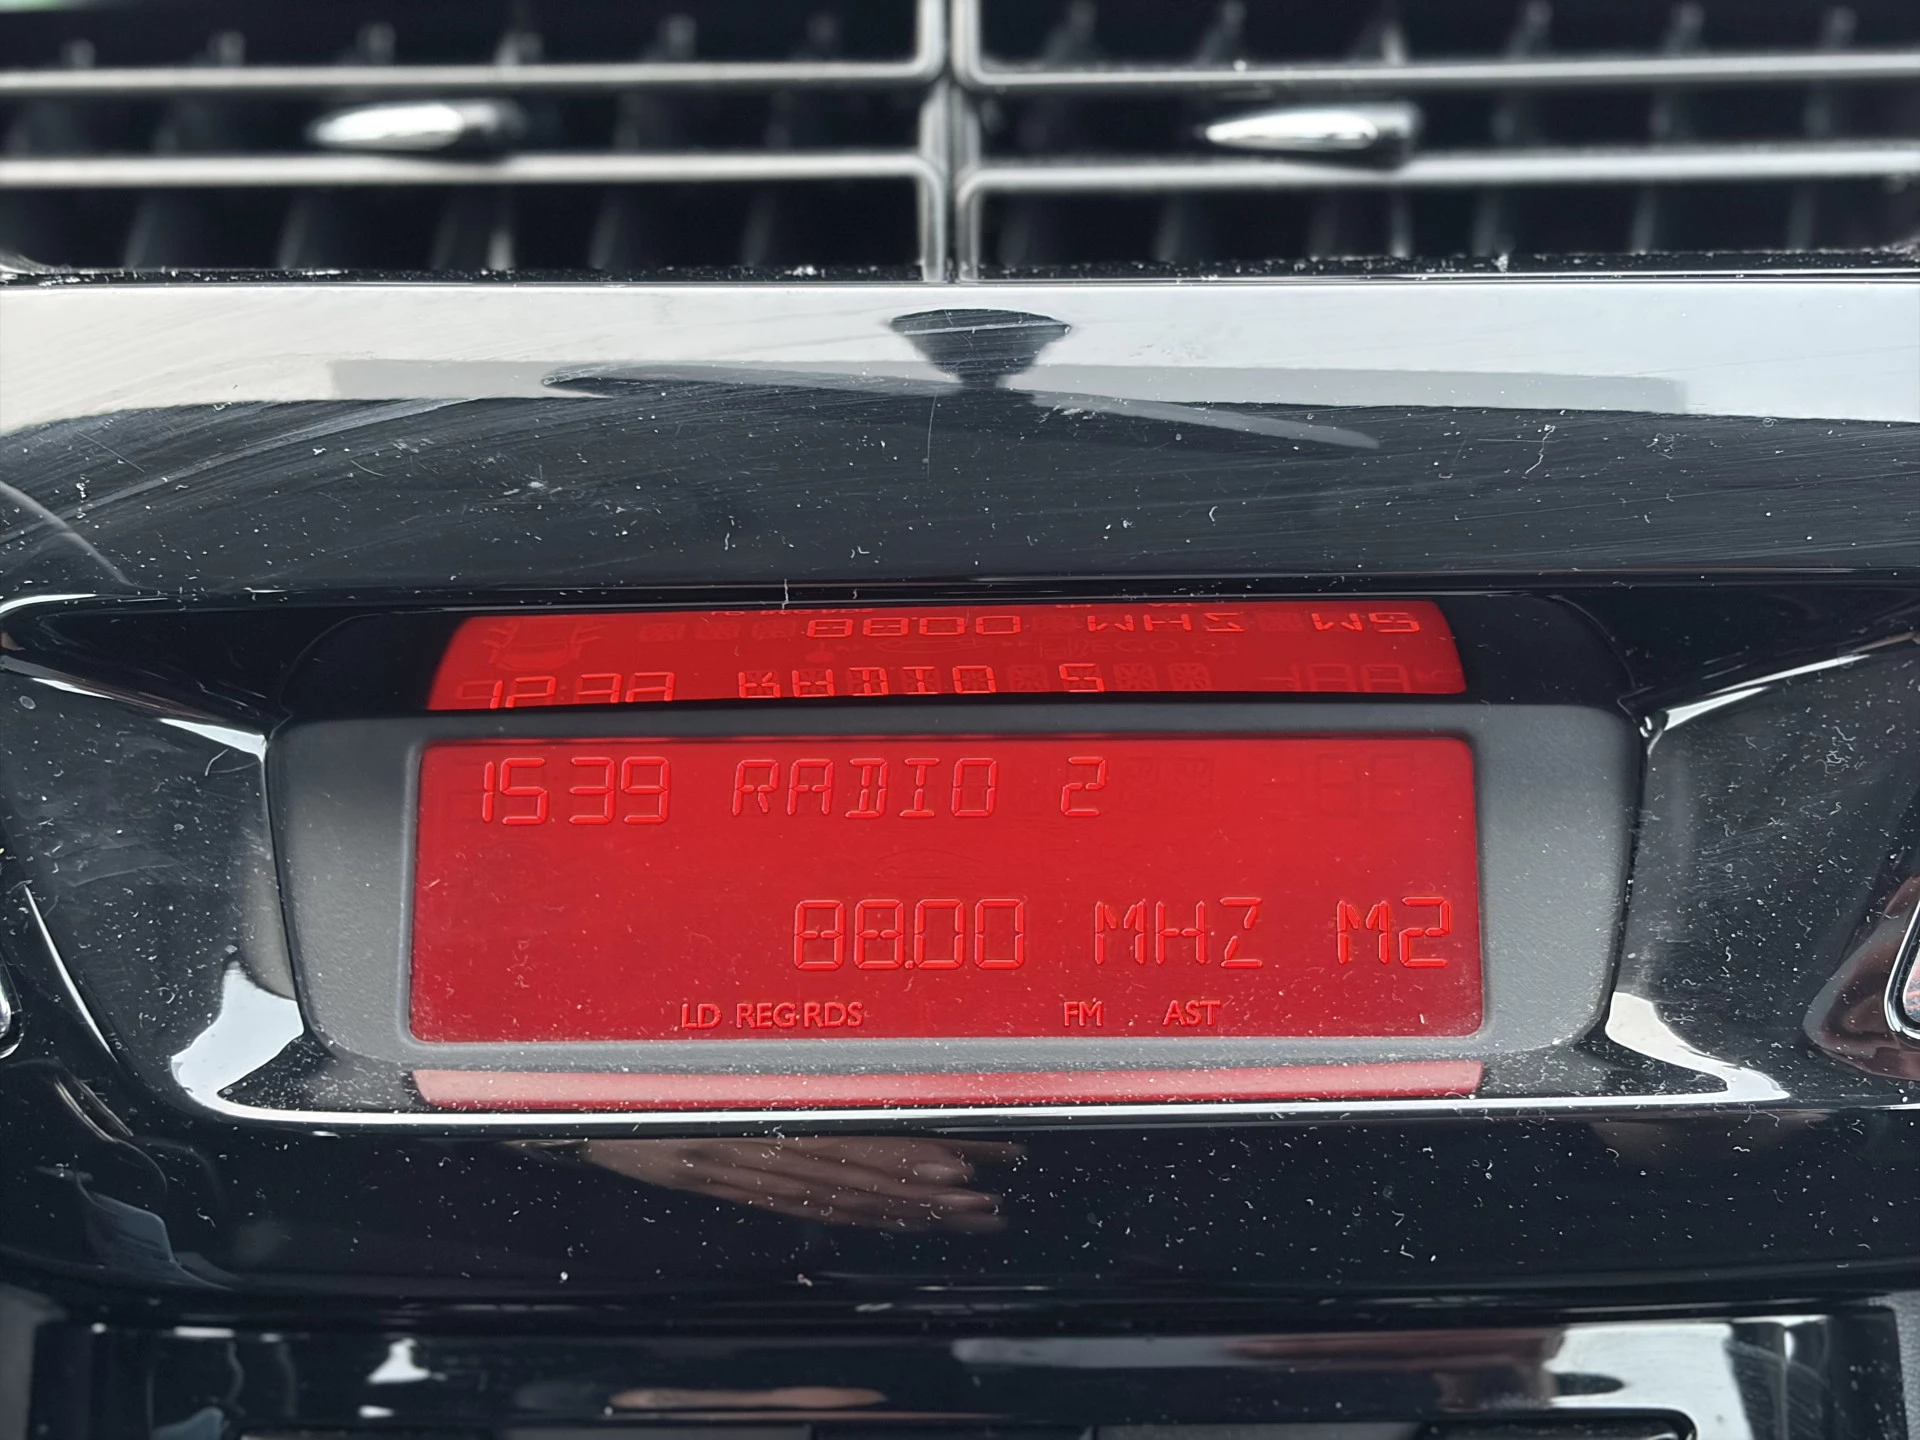 15:39 RADIO 2
88.00 MHZ M2
LD REG RDS FM AST